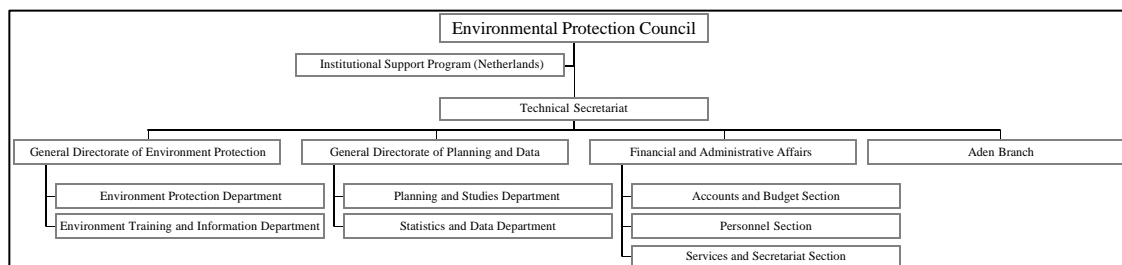 Environmental Protection Council
Institutional Support Program (Netherlands)
Technical Secretariat
General Directorate of Environment Protection
General Directorate of Planning and Data
Financial and Administrative Affairs
Aden Branch
Environment Protection Department
Planning and Studies Department
Accounts and Budget Section
Environment Training and Information Department
Statistics and Data Department
Personnel Section
Services and Secretariat Section